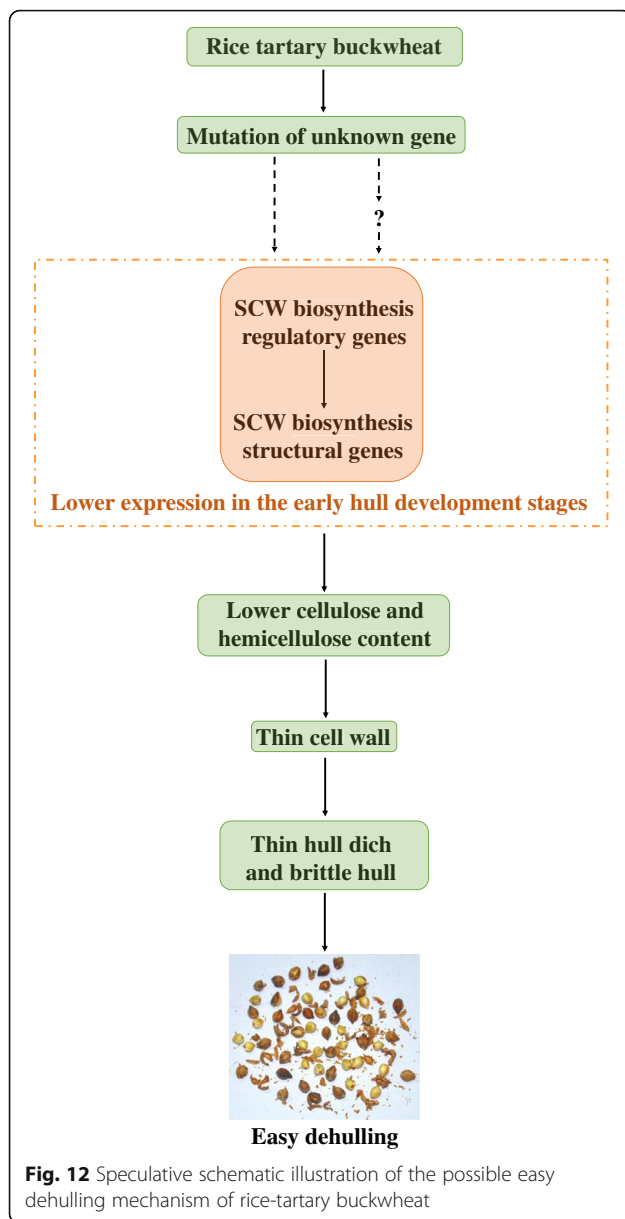 Rice tartary buckwheat
Mutation of unknown gene
?
SCW biosynthesis
regulatory genes
SCW biosynthesis
structural genes
Lower expression in the early hull development stages
Lower cellulose and
hemicellulose content
Thin cell wall
Thin hull dich
and brittle hull
Easy dehulling
Fig. 12 Speculative schematic illustration of the possible easy
dehulling mechanism of rice-tartary buckwheat